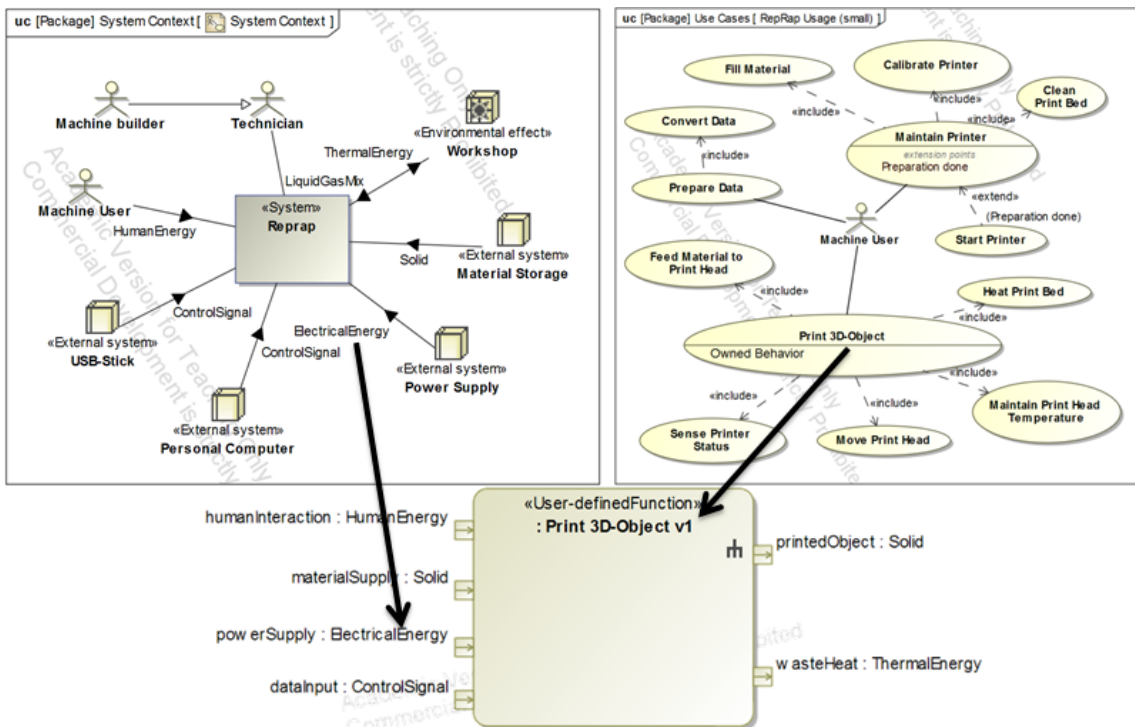 uc [Package] System Context [ System Context ]
Machine builder
Technician
«Environmental effect»
Workshop
ThermalEnergy
LiquidGasMix
Machine User
HumanEnergy
«System»
Reprap
Solid
«External system»
Material Storage
ControlSignal
«External system»
USB-Stick
ElectricalEnergy
ControlSignal
«External system»
Power Supply
«External system»
Personal Computer
uc [Package] Use Cases [ RepRap Usage (small) ]
Fill Material
Calibrate Printer
Clean
Print Bed
Convert Data
«include»
«include»
«include»
Maintain Printer
extension points
Preparation done
«include»
Prepare Data
«extend»
(Preparation done)
Machine User
Start Printer
Feed Material to
Print Head
«include»
Heat Print Bed
«include»
Print 3D-Object
Owned Behavior
«include»
«include»
«include»
Maintain Print Head
Temperature
Sense Printer
Status
Move Print Head
«User-definedFunction»
: Print 3D-Object v1
humanInteraction : HumanEnergy
materialSupply : Solid
powerSupply : ElectricalEnergy
dataInput : ControlSignal
printedObject : Solid
wasteHeat : ThermalEnergy